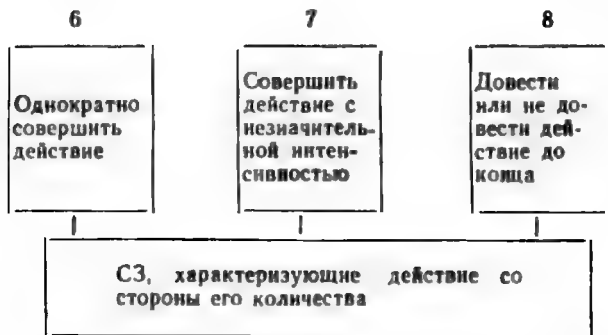 6 7 8
Однократно
совершить
действие
Совершить
действие с
незначитель-
ной интен-
сивностью
Довести
или не до-
вести дей-
ствие до
конца
СЗ, характеризующие действие со
стороны его количества